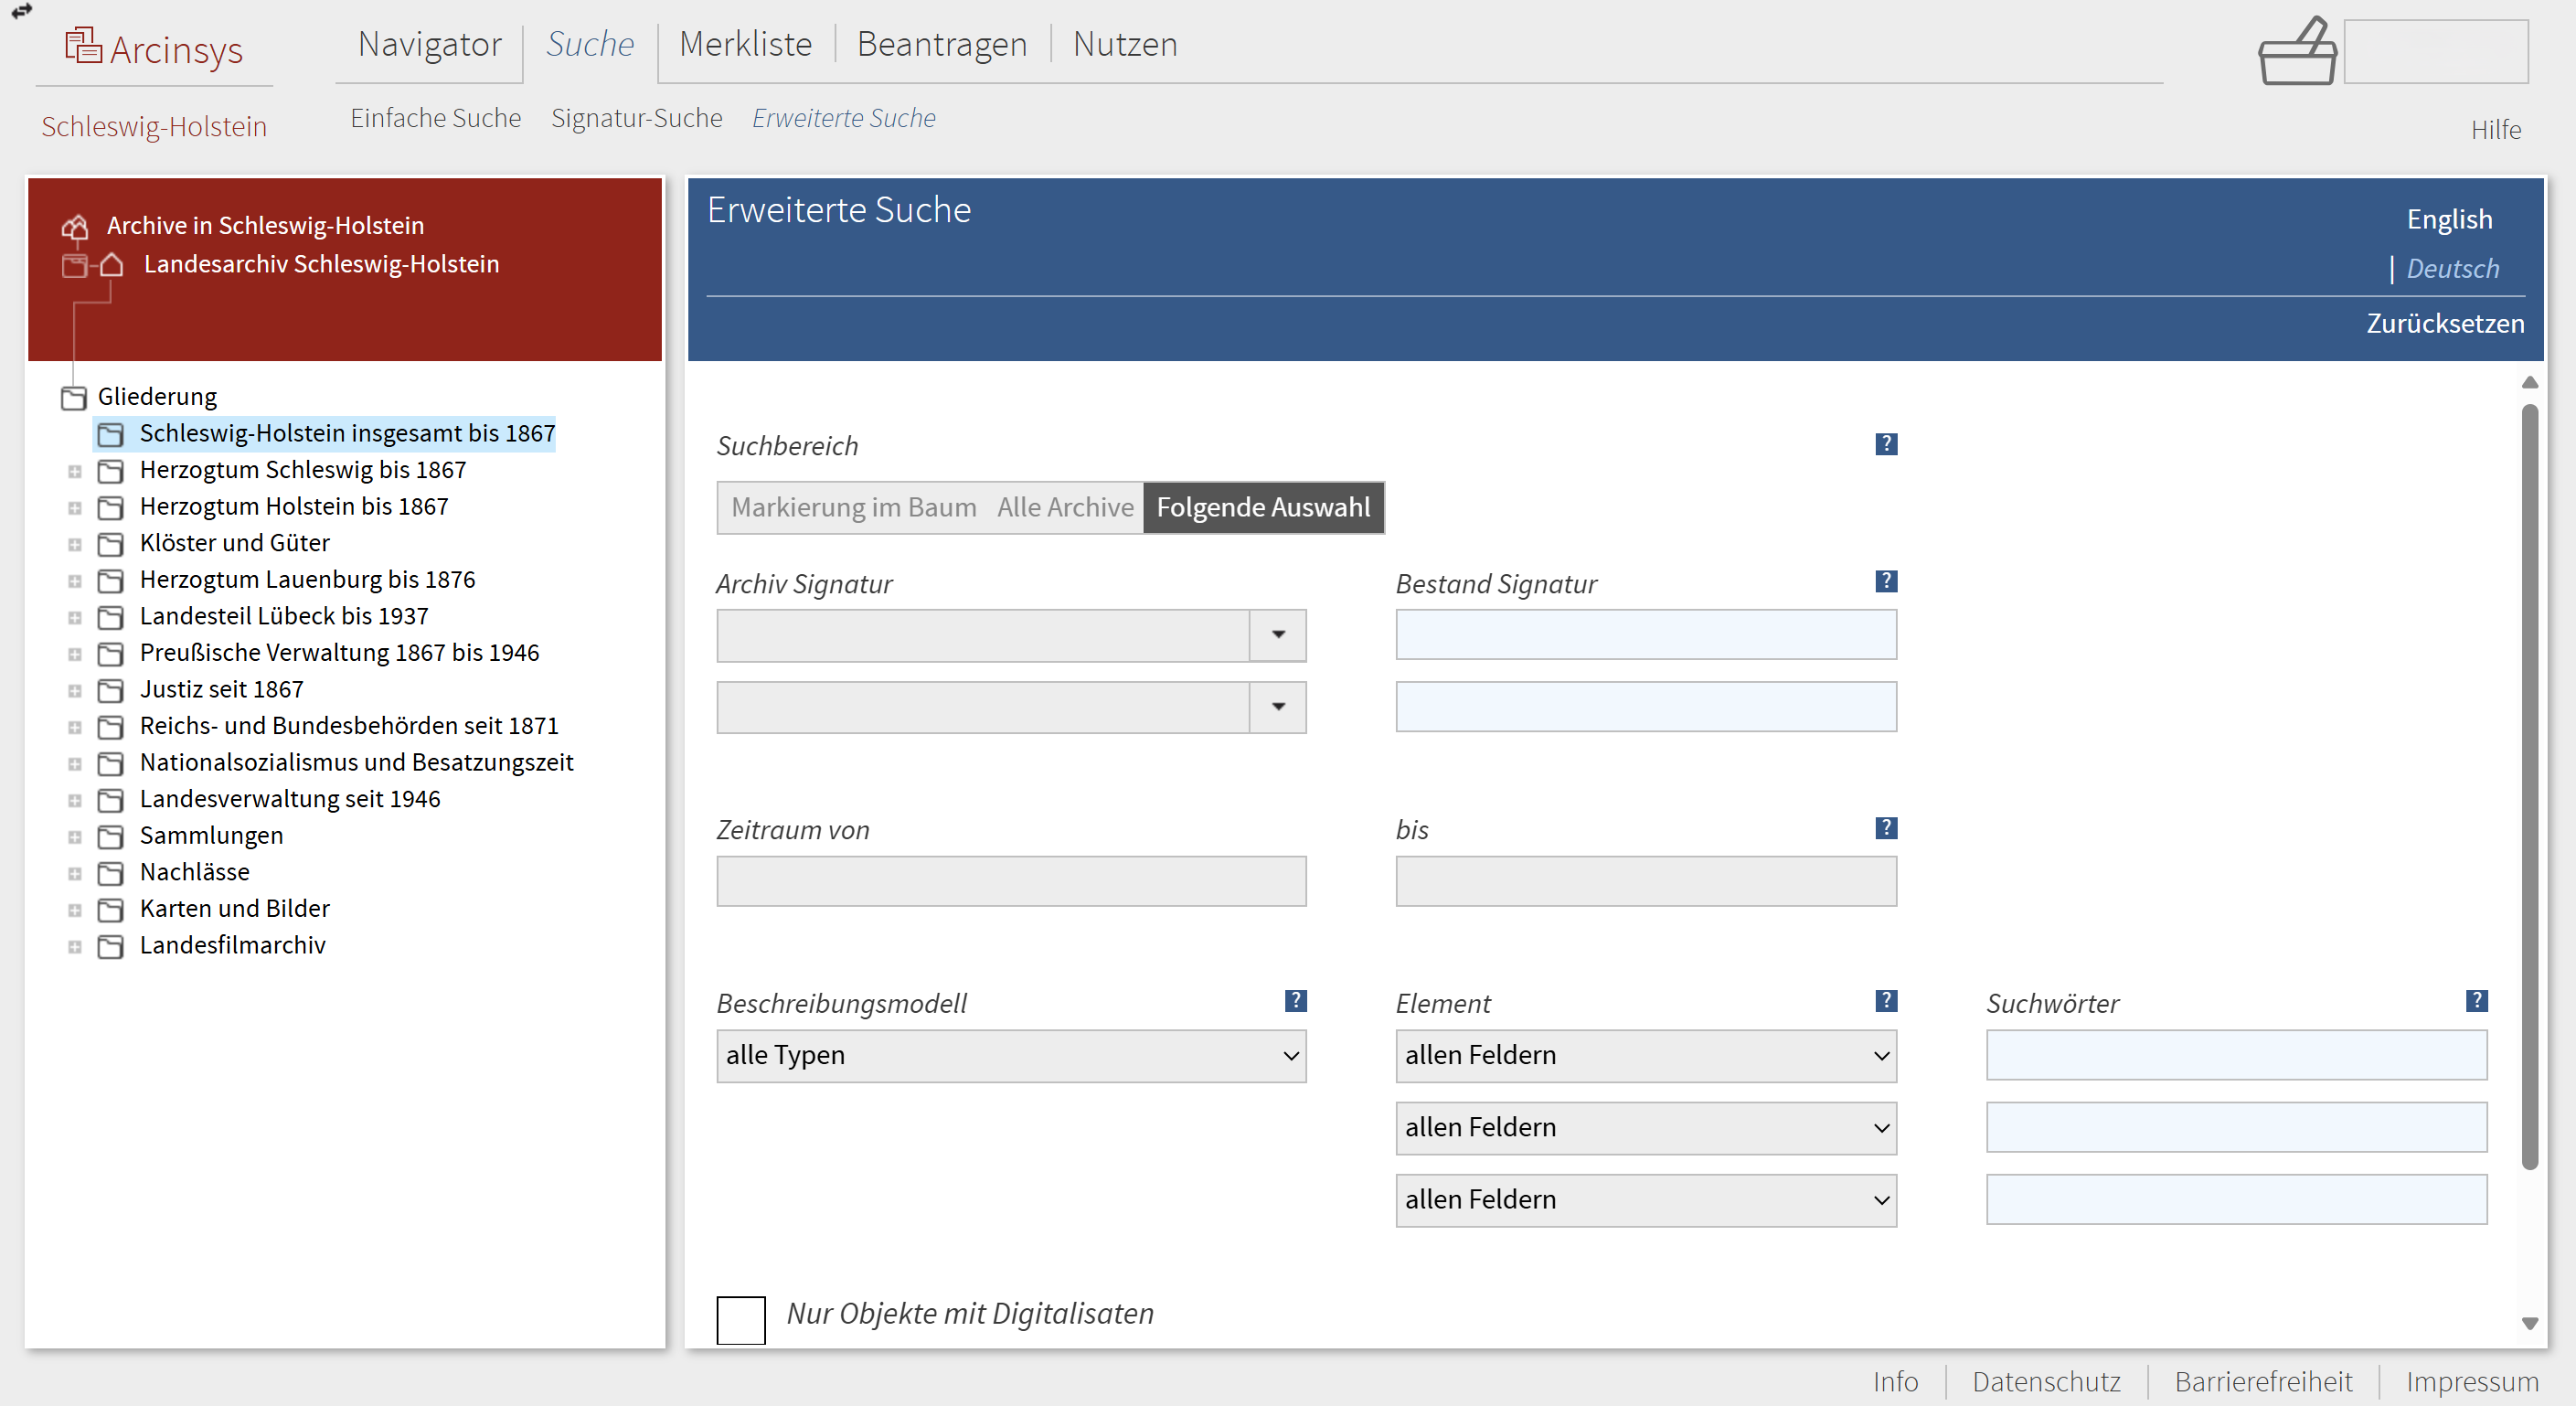 Arcinsys
Schleswig-Holstein
Navigator
Suche
Merkliste
Beantragen
Nutzen
Einfache Suche
Signatur-Suche
Erweiterte Suche
Hilfe
Archive in Schleswig-Holstein
Landesarchiv Schleswig-Holstein
Gliederung
Schleswig-Holstein insgesamt bis 1867
Herzogtum Schleswig bis 1867
Herzogtum Holstein bis 1867
Klöster und Güter
Herzogtum Lauenburg bis 1876
Landesteil Lübeck bis 1937
Preußische Verwaltung 1867 bis 1946
Justiz seit 1867
Reichs- und Bundesbehörden seit 1871
Nationalsozialismus und Besatzungszeit
Landesverwaltung seit 1946
Sammlungen
Nachlässe
Karten und Bilder
Landesfilmarchiv
Erweiterte Suche
English
| Deutsch
Zurücksetzen
Suchbereich ?
Markierung im Baum Alle Archive Folgende Auswahl
Archiv Signatur
Bestand Signatur ?
Zeitraum von
bis ?
Beschreibungsmodell ?
Element ?
Suchwörter ?
alle Typen
allen Feldern
allen Feldern
allen Feldern
Nur Objekte mit Digitalisaten
Info
Datenschutz
Barrierefreiheit
Impressum